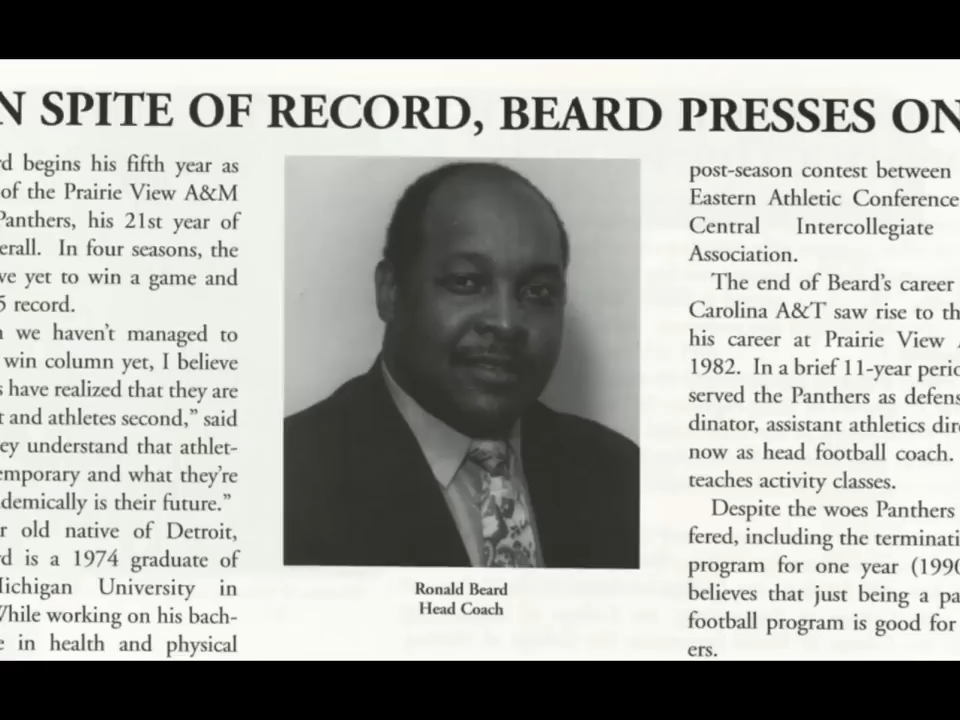 N SPITE OF RECORD, BEARD PRESSES ON
rd begins his fifth year as
of the Prairie View A&M
Panthers, his 21st year of
erall. In four seasons, the
ve yet to win a game and
5 record.
n we haven't managed to
win column yet, I believe
s have realized that they are
t and athletes second," said
ey understand that athlet-
emporary and what they're
demically is their future."
r old native of Detroit,
rd is a 1974 graduate of
Michigan University in
While working on his bach-
e in health and physical
Ronald Beard
Head Coach
post-season contest between
Eastern Athletic Conference
Central Intercollegiate
Association.
The end of Beard's career
Carolina A&T saw rise to th
his career at Prairie View A
1982. In a brief 11-year perio
served the Panthers as defens
dinator, assistant athletics dire
now as head football coach.
teaches activity classes.
Despite the woes Panthers
fered, including the terminati
program for one year (1990
believes that just being a pa
football program is good for
ers.